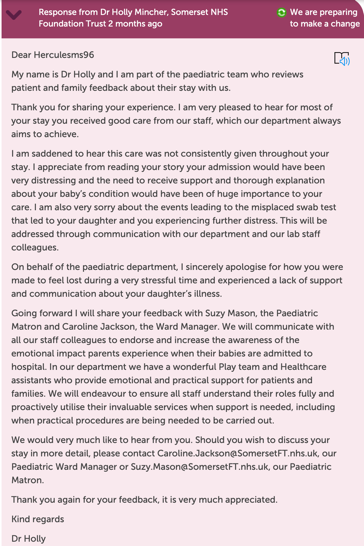 Response from Dr Holly Mincher, Somerset NHS
Foundation Trust 2 months ago
We are preparing
to make a change
Dear Herculesms96
My name is Dr Holly and I am part of the paediatric team who reviews
patient and family feedback about their stay with us.
Thank you for sharing your experience. I am very pleased to hear for most of
your stay you received good care from our staff, which our department always
aims to achieve.
I am saddened to hear this care was not consistently given throughout your
stay. I appreciate from reading your story your admission would have been
very distressing and the need to receive support and thorough explanation
about your baby's condition would have been of huge importance to your
care. I am also very sorry about the events leading to the misplaced swab test
that led to your daughter and you experiencing further distress. This will be
addressed through communication with our department and our lab staff
colleagues.
On behalf of the paediatric department, I sincerely apologise for how you were
made to feel lost during a very stressful time and experienced a lack of support
and communication about your daughter's illness.
Going forward I will share your feedback with Suzy Mason, the Paediatric
Matron and Caroline Jackson, the Ward Manager. We will communicate with
all our staff colleagues to endorse and increase the awareness of the
emotional impact parents experience when their babies are admitted to
hospital. In our department we have a wonderful Play team and Healthcare
assistants who provide emotional and practical support for patients and
families. We will endeavour to ensure all staff understand their roles fully and
proactively utilise their invaluable services when support is needed, including
when practical procedures are being needed to be carried out.
We would very much like to hear from you. Should you wish to discuss your
stay in more detail, please contact Caroline.Jackson@SomersetFT.nhs.uk, our
Paediatric Ward Manager or Suzy.Mason@SomersetFT.nhs.uk, our Paediatric
Matron.
Thank you again for your feedback, it is very much appreciated.
Kind regards
Dr Holly